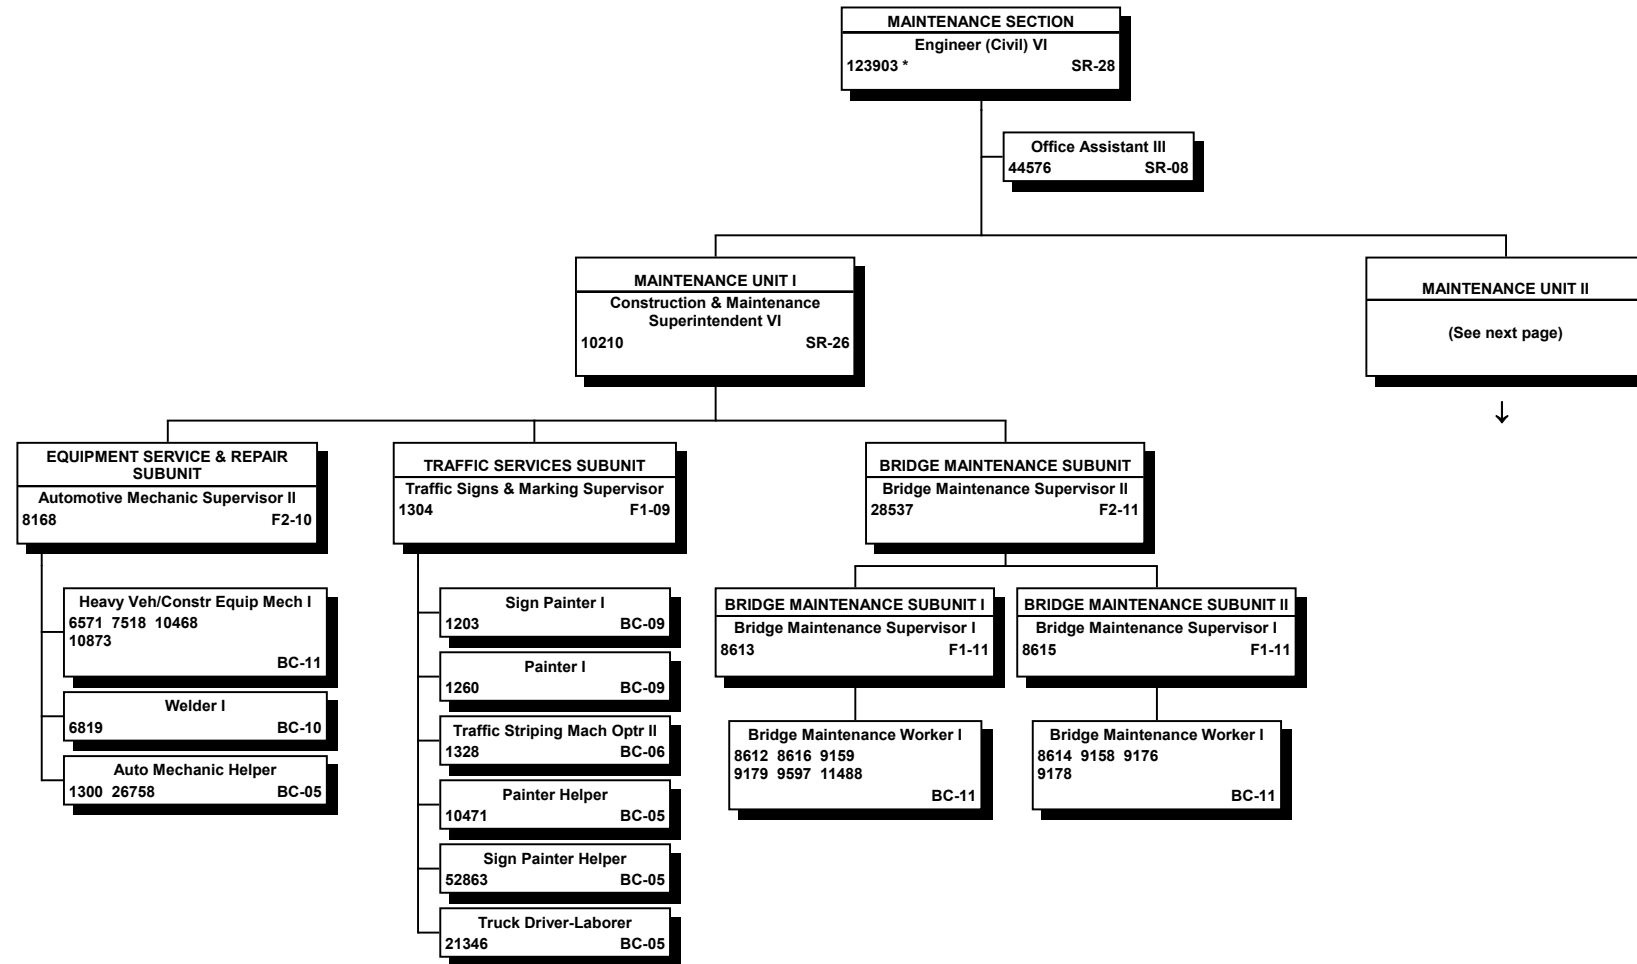 MAINTENANCE SECTION
Engineer (Civil) VI
123903 * SR-28
Office Assistant III
44576 SR-08
MAINTENANCE UNIT I
Construction & Maintenance
Superintendent VI
10210 SR-26
MAINTENANCE UNIT II
(See next page)
↓
EQUIPMENT SERVICE & REPAIR
SUBUNIT
Automotive Mechanic Supervisor II
8168 F2-10
Heavy Veh/Constr Equip Mech I
6571 7518 10468
10873
BC-11
Welder I
6819 BC-10
Auto Mechanic Helper
1300 26758 BC-05
TRAFFIC SERVICES SUBUNIT
Traffic Signs & Marking Supervisor
1304 F1-09
Sign Painter I
1203 BC-09
Painter I
1260 BC-09
Traffic Striping Mach Optr II
1328 BC-06
Painter Helper
10471 BC-05
Sign Painter Helper
52863 BC-05
Truck Driver-Laborer
21346 BC-05
BRIDGE MAINTENANCE SUBUNIT
Bridge Maintenance Supervisor II
28537 F2-11
BRIDGE MAINTENANCE SUBUNIT I
Bridge Maintenance Supervisor I
8613 F1-11
Bridge Maintenance Worker I
8612 8616 9159
9179 9597 11488
BC-11
BRIDGE MAINTENANCE SUBUNIT II
Bridge Maintenance Supervisor I
8615 F1-11
Bridge Maintenance Worker I
8614 9158 9176
9178
BC-11